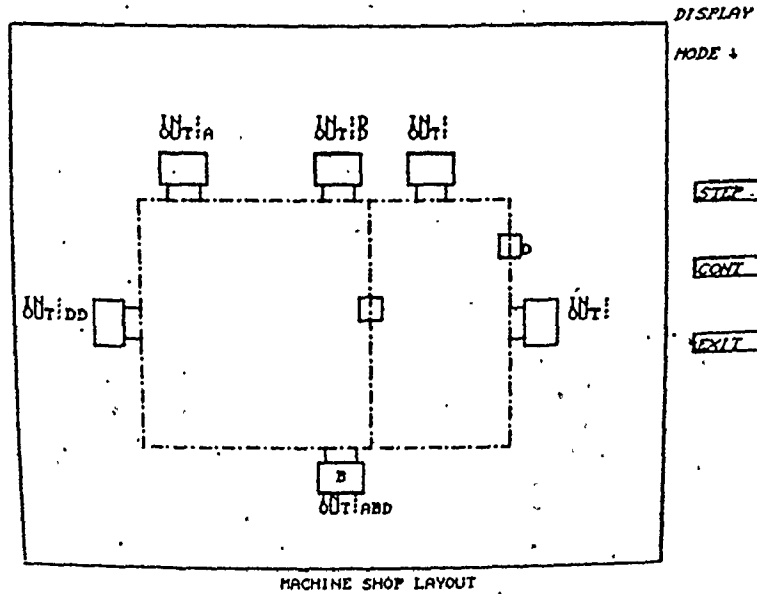 DISPLAY
MODE ↓
IN :
OUT:A
IN :D
OUT:B
IN :
OUT:
STEP
D
CONT
IN :
OUT:DD
IN :
OUT:
EXIT
B
IN :
OUT:ABD
MACHINE SHOP LAYOUT